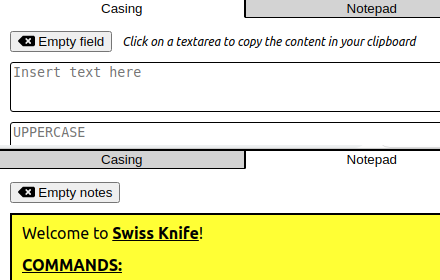 Casing Notepad
Empty field Click on a textarea to copy the content in your clipboard
Insert text here
UPPERCASE
Casing Notepad
Empty notes
Welcome to Swiss Knife!
COMMANDS: